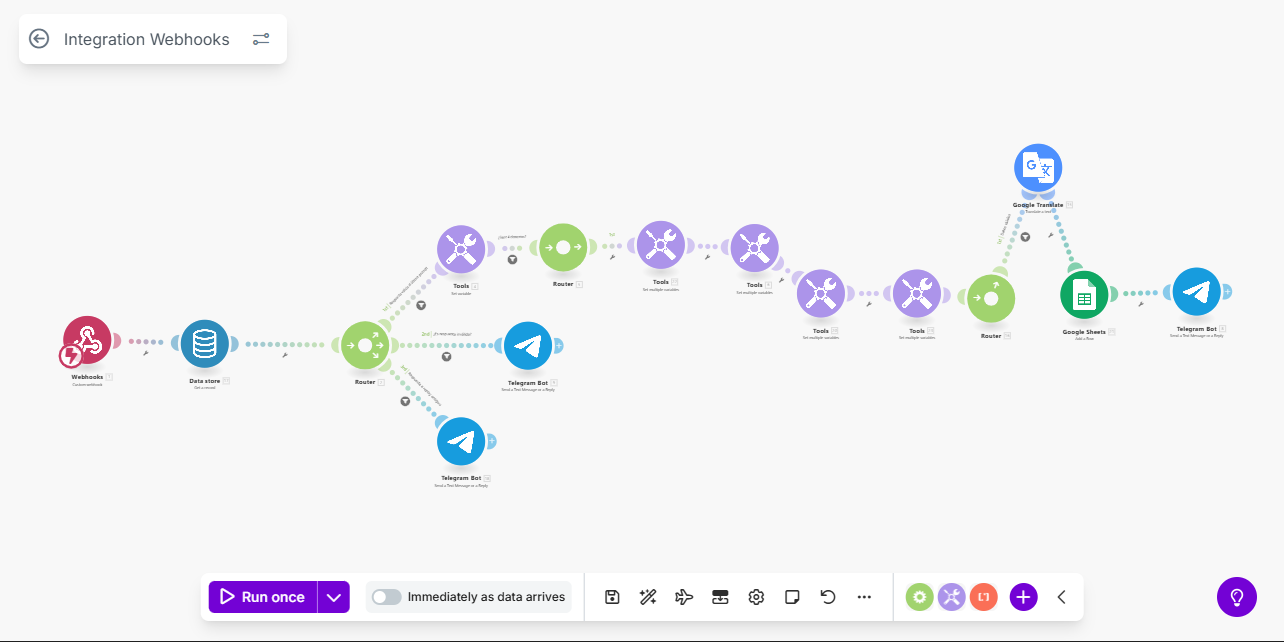 Integration Webhooks
Google Translate
Translate a text
Tools
Set variable
Router
Tools
Set multiple variables
Tools
Set multiple variables
Tools
Set multiple variables
Tools
Set multiple variables
Router
Google Sheets
Add a Row
Telegram Bot
Send a Text Message or a Reply
Webhooks
Custom webhook
Data store
Get a record
Router
2nd
Telegram Bot
Send a Text Message or a Reply
Telegram Bot
Send a Text Message or a Reply
Run once
Immediately as data arrives